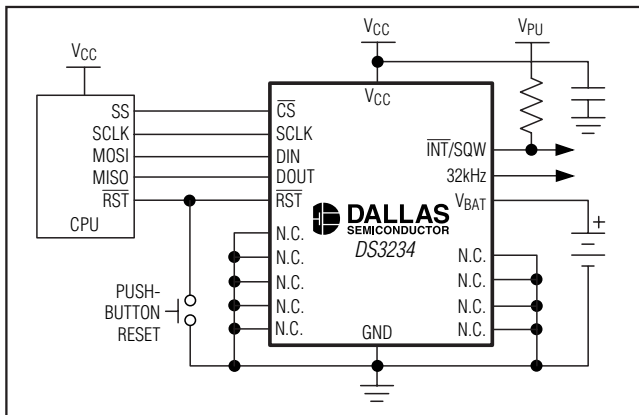 VCC
VCC
VPU
VCC
SS
SCLK
MOSI
MISO
RST
CPU
CS
SCLK
DIN
DOUT
RST
N.C.
N.C.
N.C.
N.C.
N.C.
INT/SQW
32kHz
VBAT
N.C.
N.C.
N.C.
N.C.
DALLAS
SEMICONDUCTOR
DS3234
GND
PUSH-
BUTTON
RESET
+